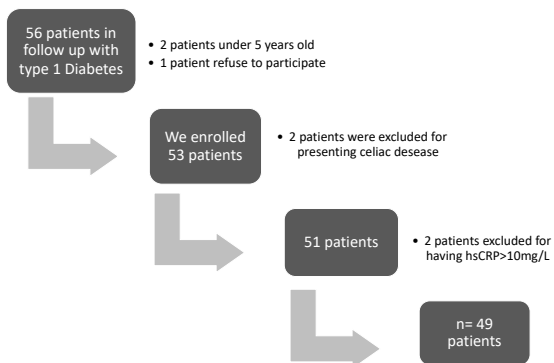 56 patients in
follow up with
type 1 Diabetes
• 2 patients under 5 years old
• 1 patient refuse to participate
We enrolled
53 patients
• 2 patients were excluded for
presenting celiac desease
51 patients
• 2 patients excluded for
having hsCRP>10mg/L
n= 49
patients